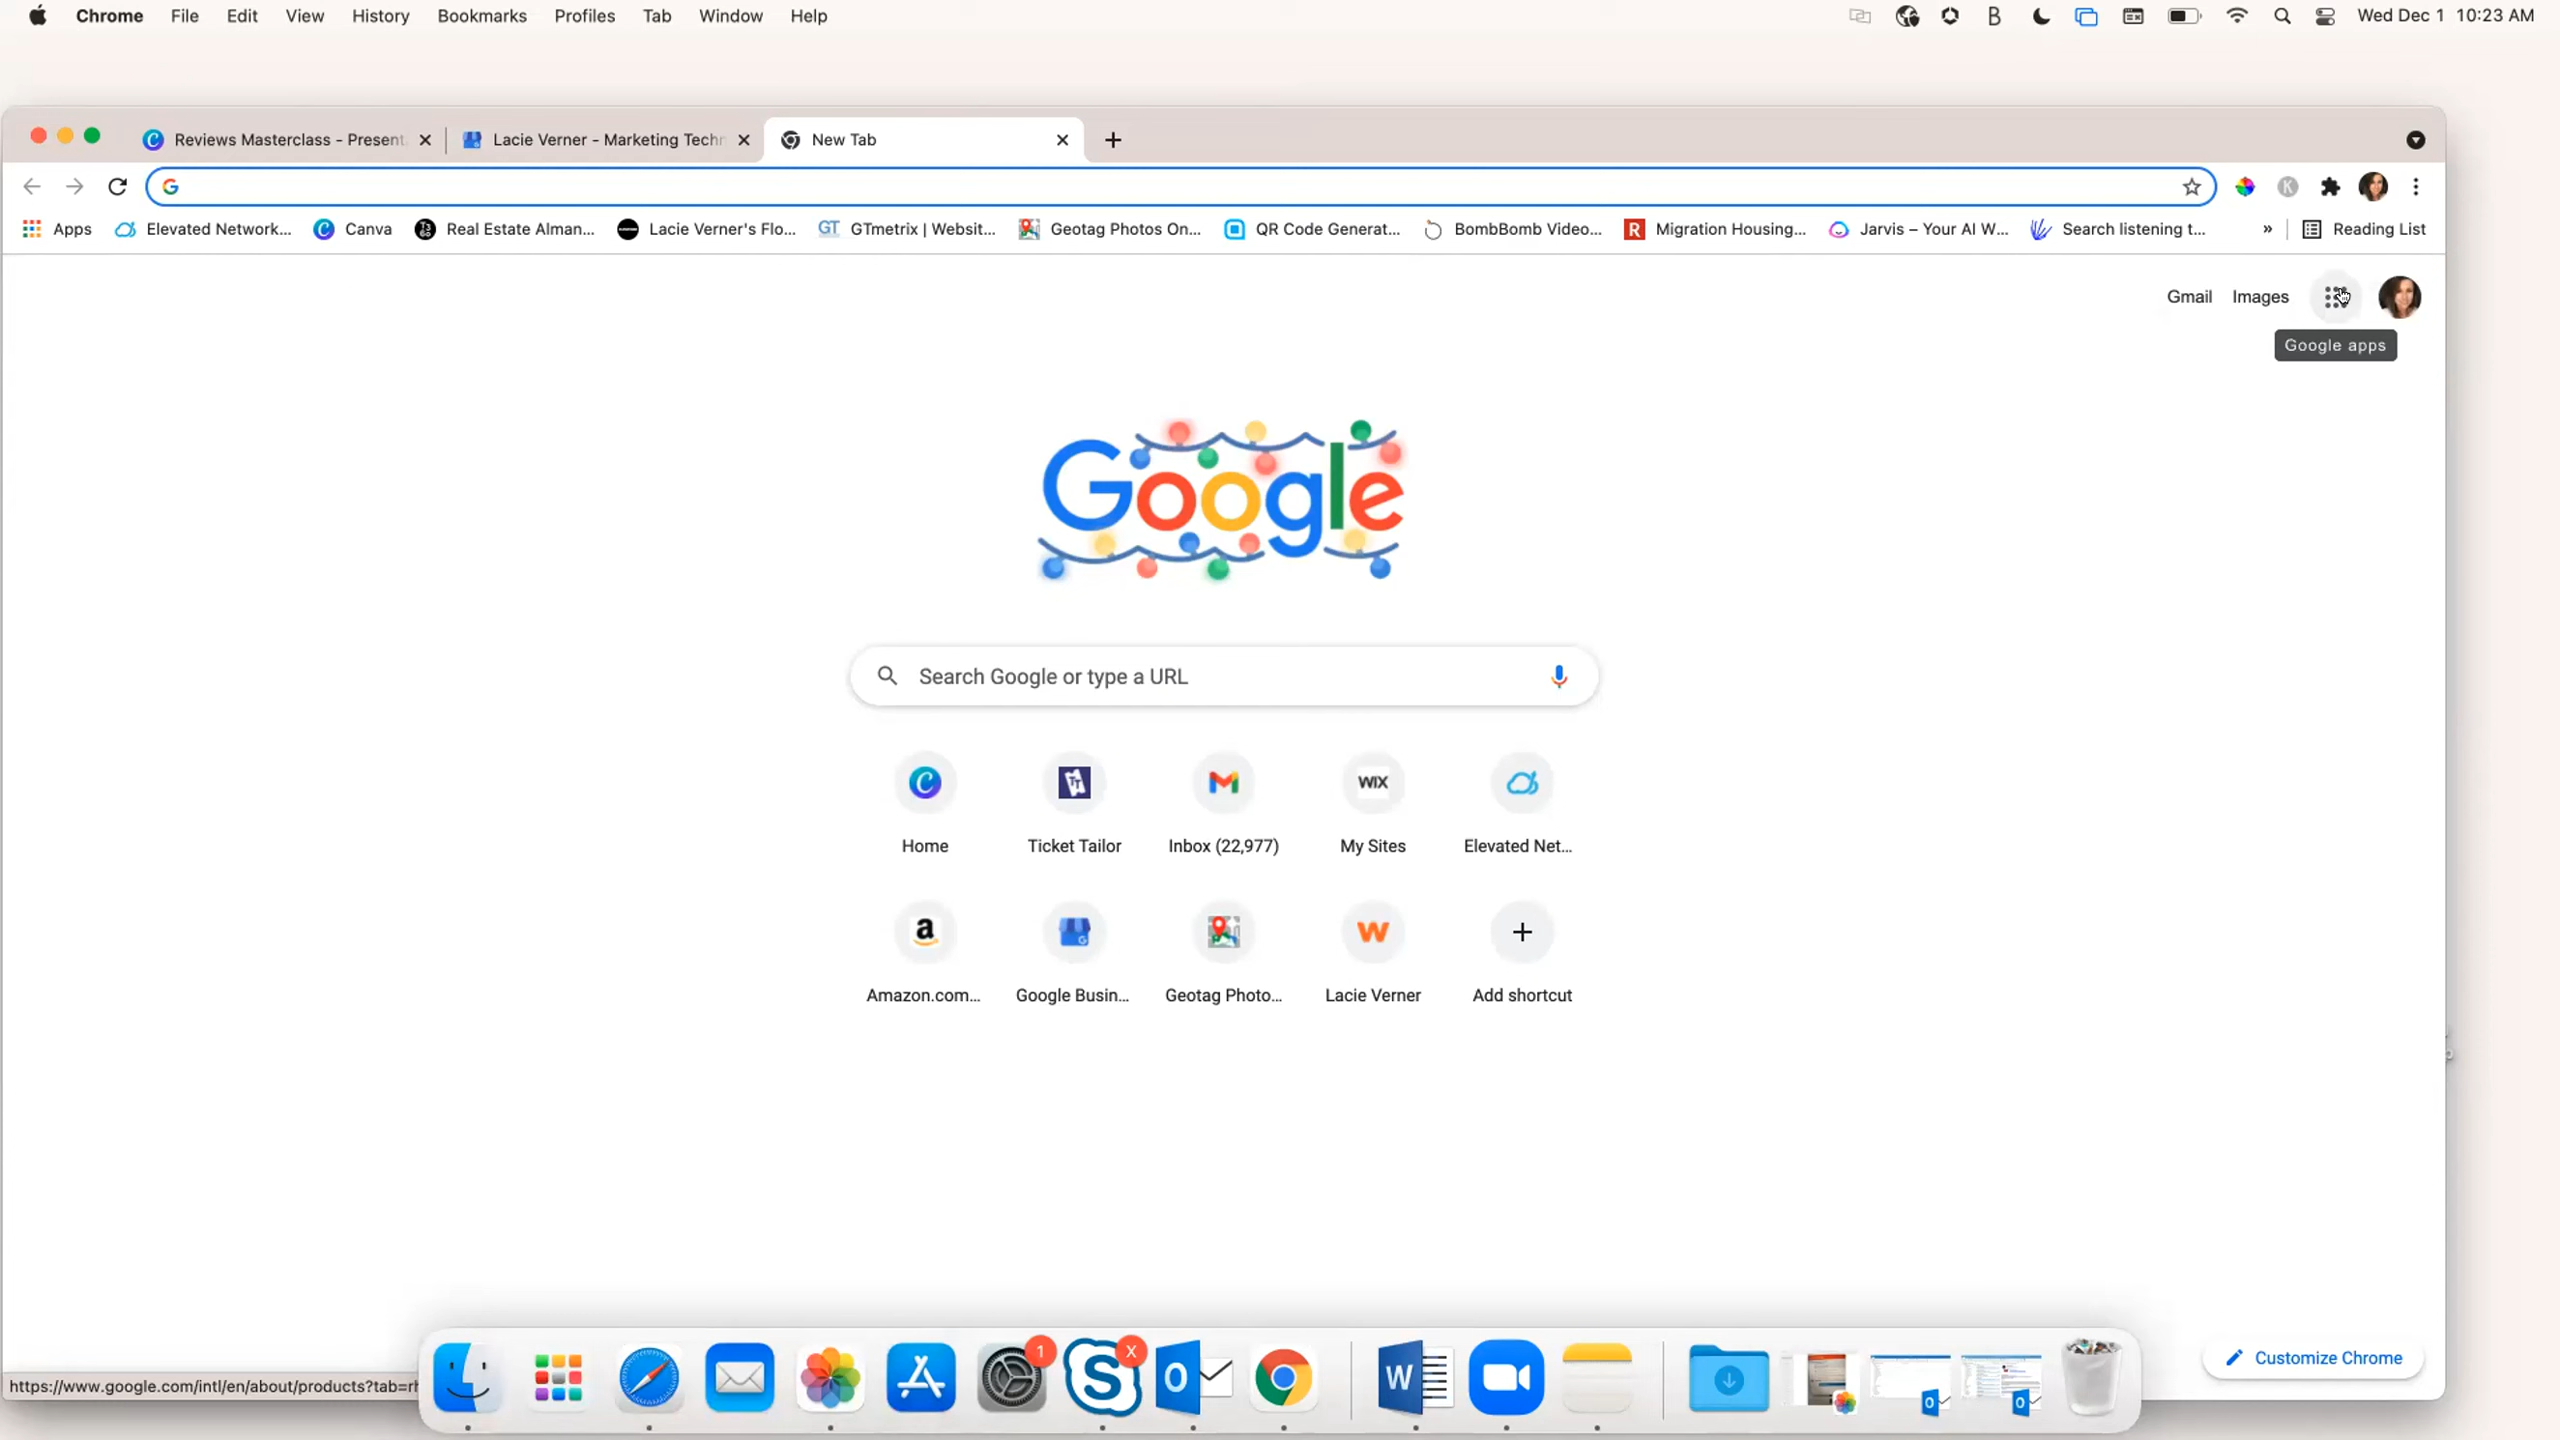 Chrome File Edit View History Bookmarks Profiles Tab Window Help Wed Dec 1 10:23 AM
Reviews Masterclass - Present Lacie Verner - Marketing Techn New Tab
Apps Elevated Network... Canva Real Estate Alman... Lacie Verner's Flo... GTmetrix | Websit... Geotag Photos On... QR Code Generat... BombBomb Video... Migration Housing... Jarvis – Your AI W... Search listening t... » Reading List
Gmail Images
Google apps
Google
Search Google or type a URL
WIX
Home Ticket Tailor Inbox (22,977) My Sites Elevated Net...
Amazon.com... Google Busin... Geotag Photo... Lacie Verner Add shortcut
1 X
Customize Chrome
https://www.google.com/intl/en/about/products?tab=rh